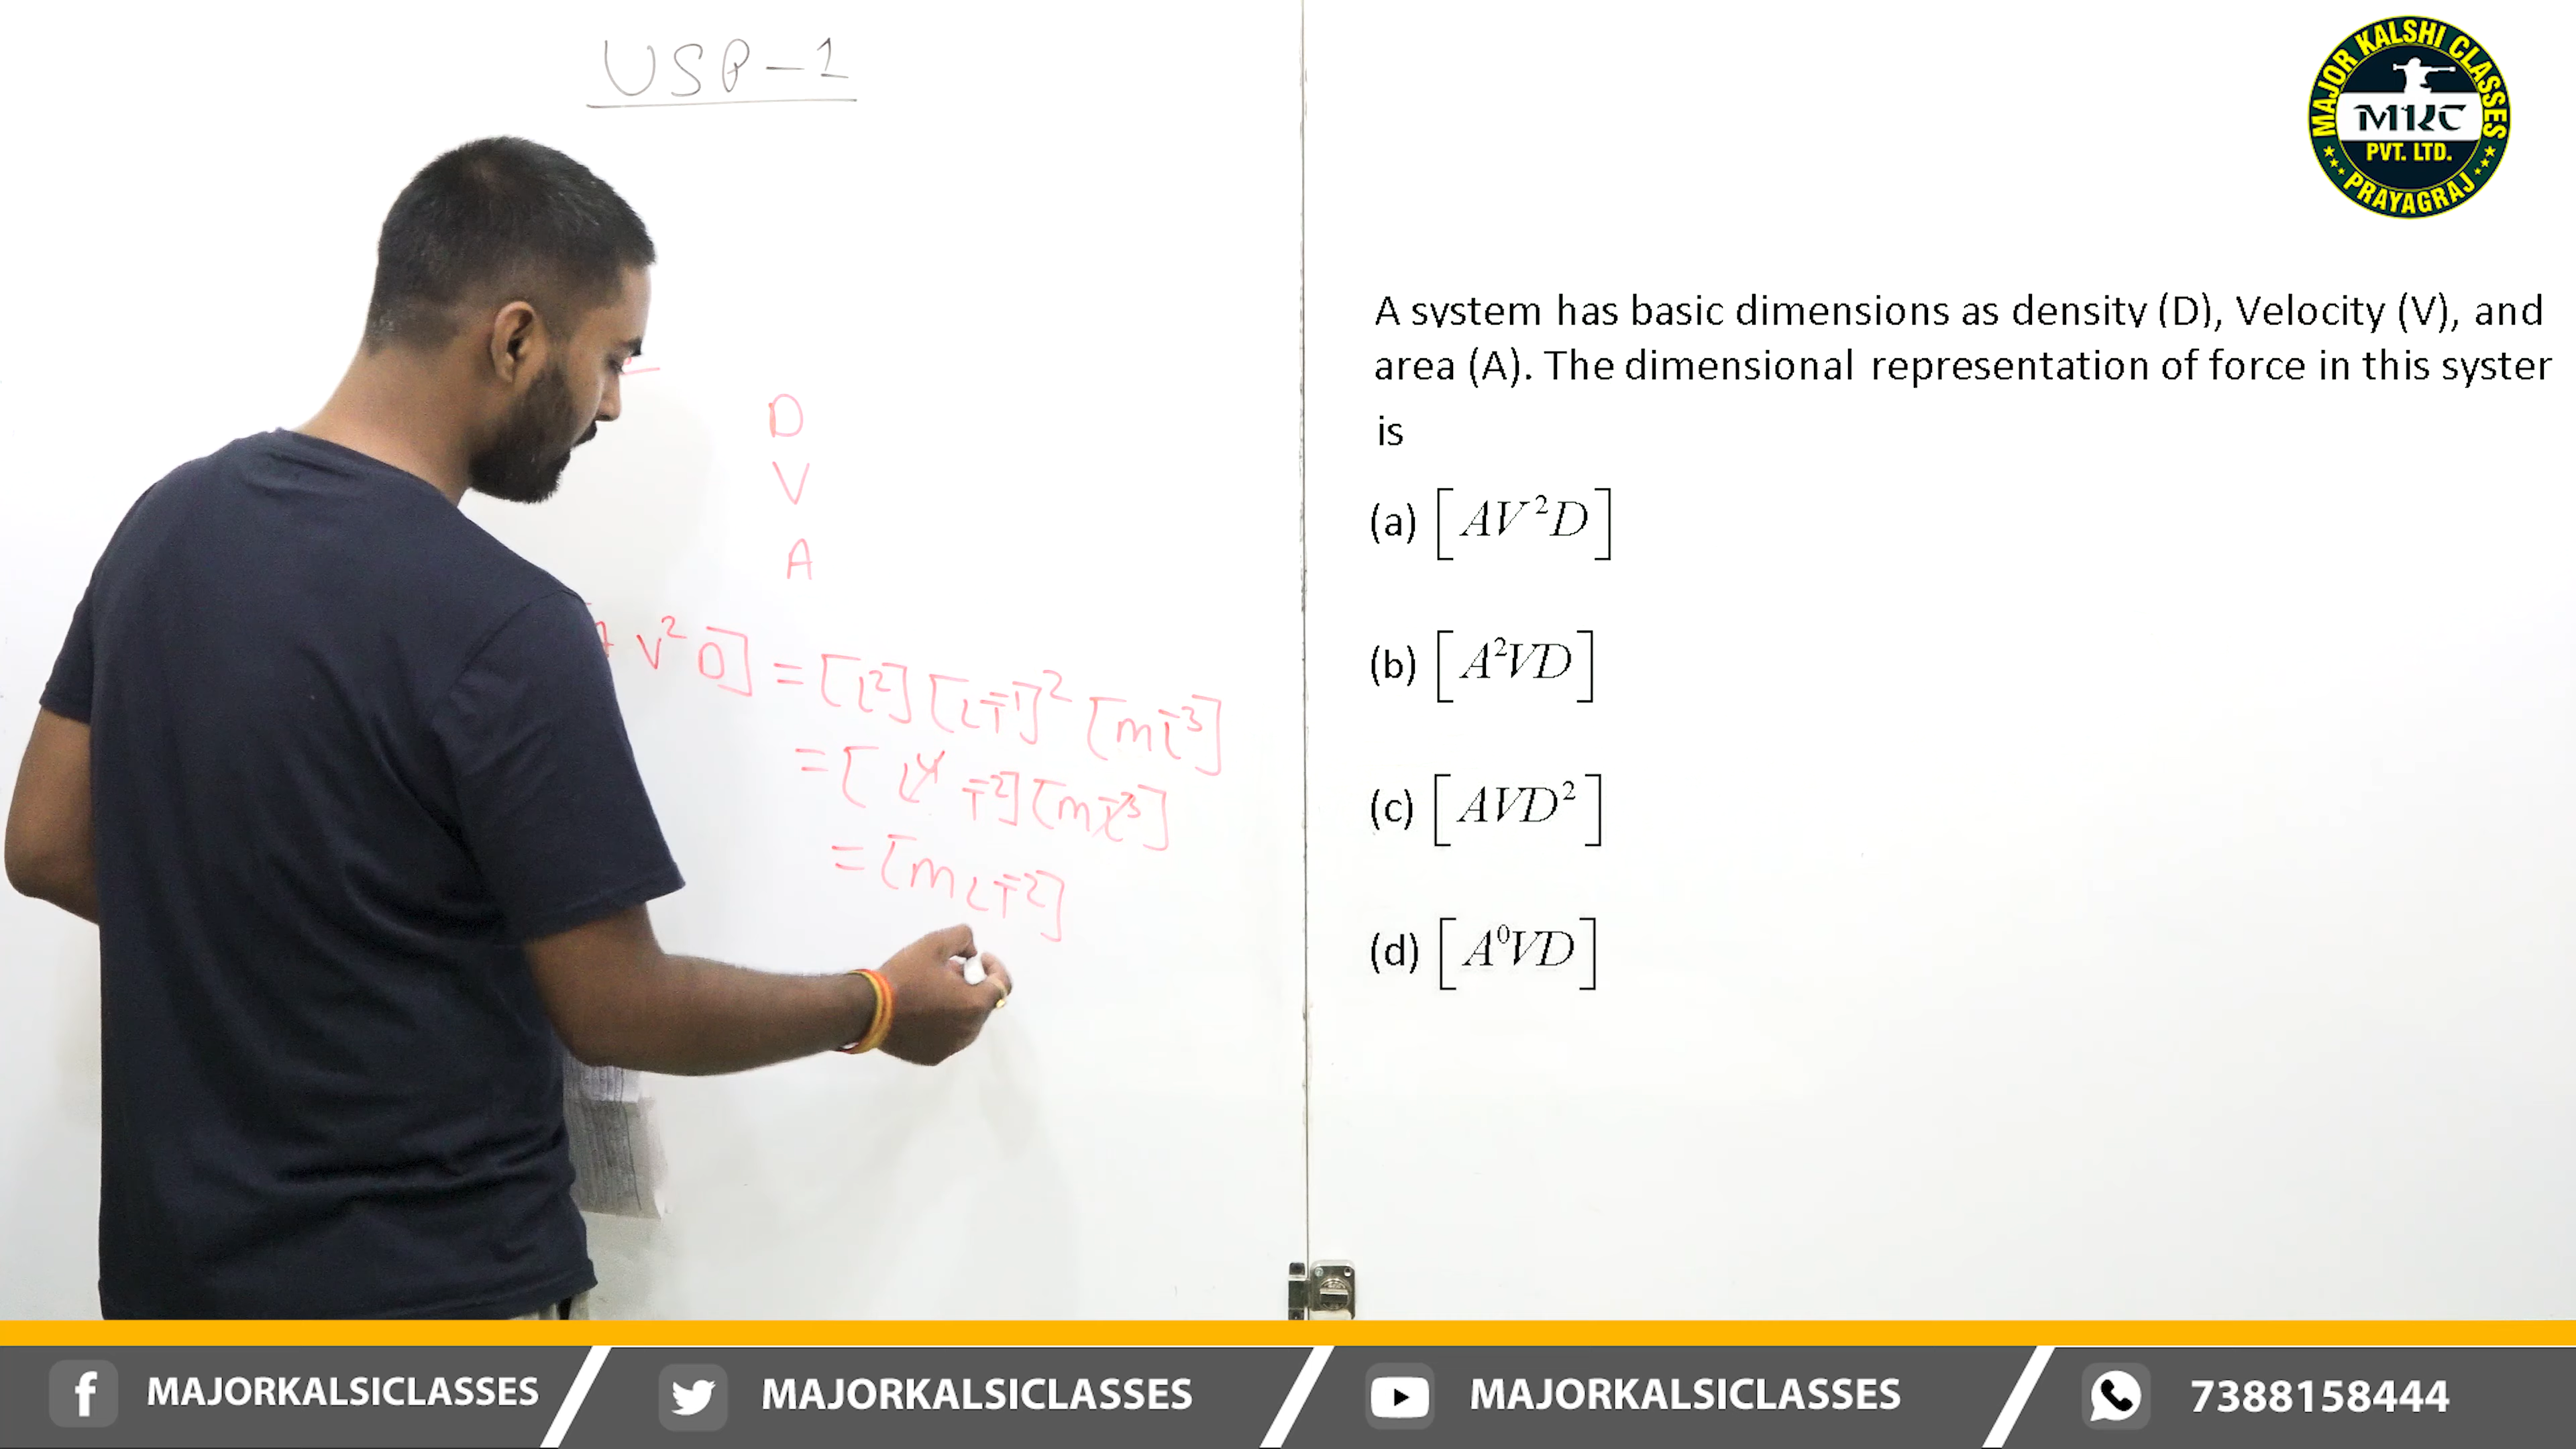 USP-1
D
V
A
V² D] = [L²] [LT⁻¹]² [ML⁻³]
= [L⁴ T⁻²] [ML⁻³]
= [MLT⁻²]
MAJOR KALSHI CLASSES
MKC
PVT. LTD.
PRAYAGRAJ
A system has basic dimensions as density (D), Velocity (V), and
area (A). The dimensional representation of force in this syster
is
(a) [AV²D]
(b) [A²VD]
(c) [AVD²]
(d) [A⁰VD]
MAJORKALSICLASSES
MAJORKALSICLASSES
MAJORKALSICLASSES
7388158444